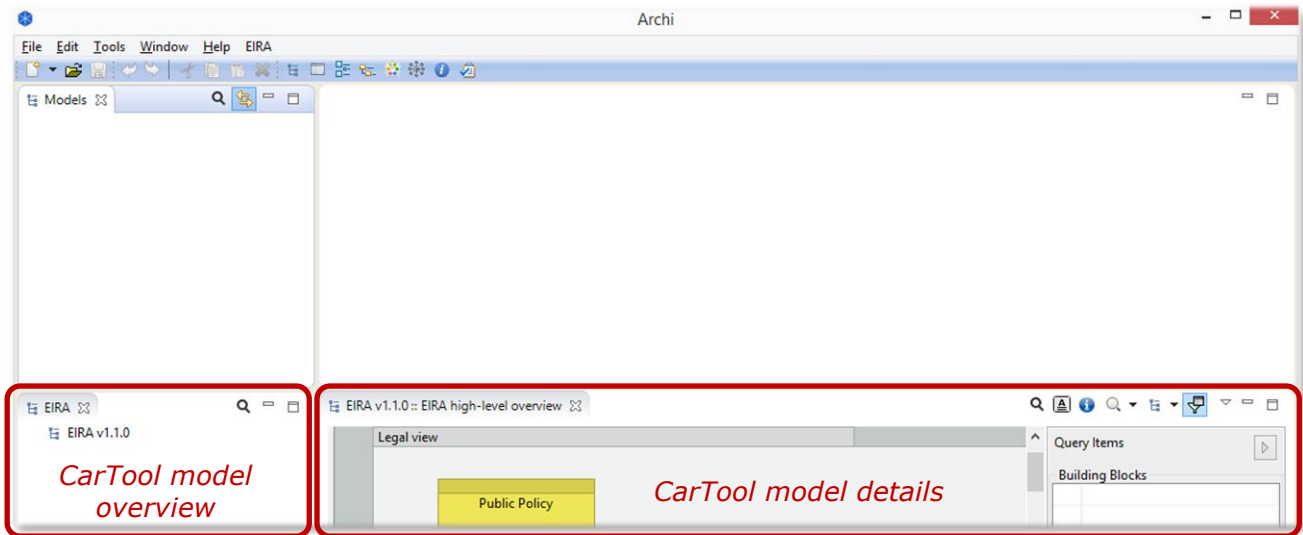 Archi
File Edit Tools Window Help EIRA
Models
EIRA
EIRA v1.1.0
CarTool model
overview
EIRA v1.1.0 :: EIRA high-level overview
Legal view
Public Policy
CarTool model details
Query Items
Building Blocks